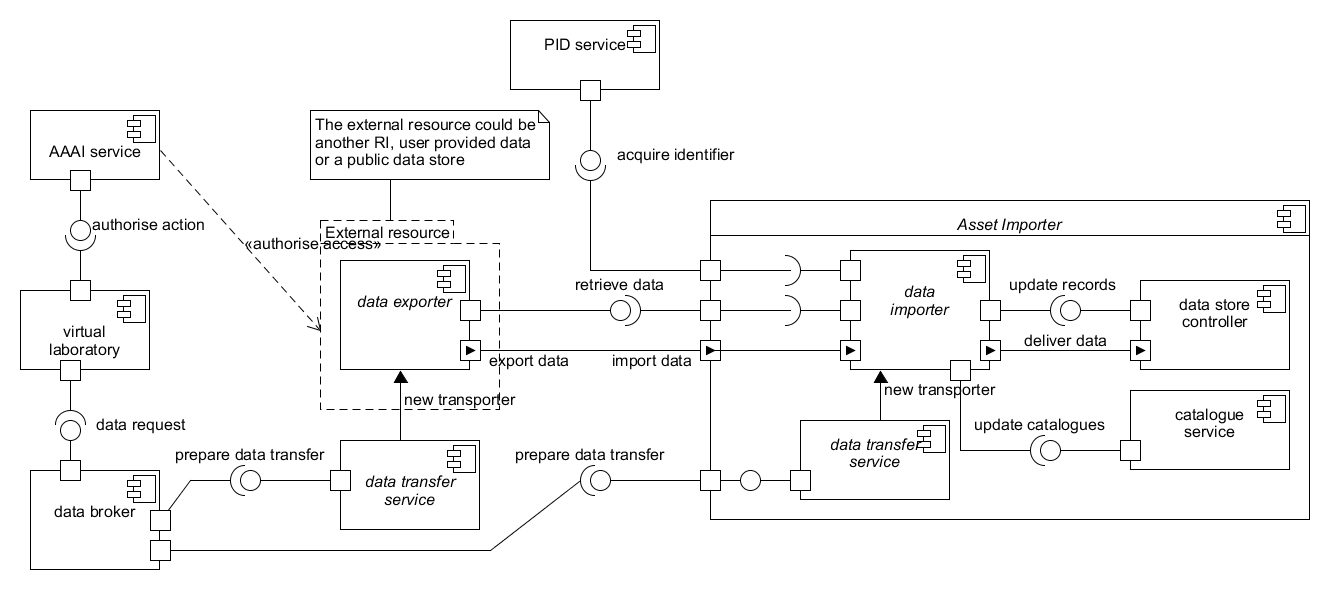 PID service
The external resource could be
another RI, user provided data
or a public data store
AAAI service
acquire identifier
authorise action
«authorise access»
External resource
Asset Importer
data exporter
retrieve data
data
importer
update records
data store
controller
virtual
laboratory
export data
import data
deliver data
new transporter
new transporter
data request
prepare data transfer
prepare data transfer
update catalogues
catalogue
service
data transfer
service
data transfer
service
data broker